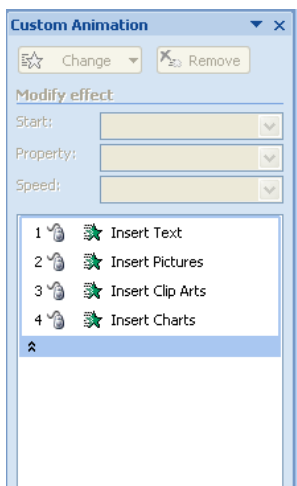 Custom Animation
Change Remove
Modify effect
Start:
Property:
Speed:
1 Insert Text
2 Insert Pictures
3 Insert Clip Arts
4 Insert Charts